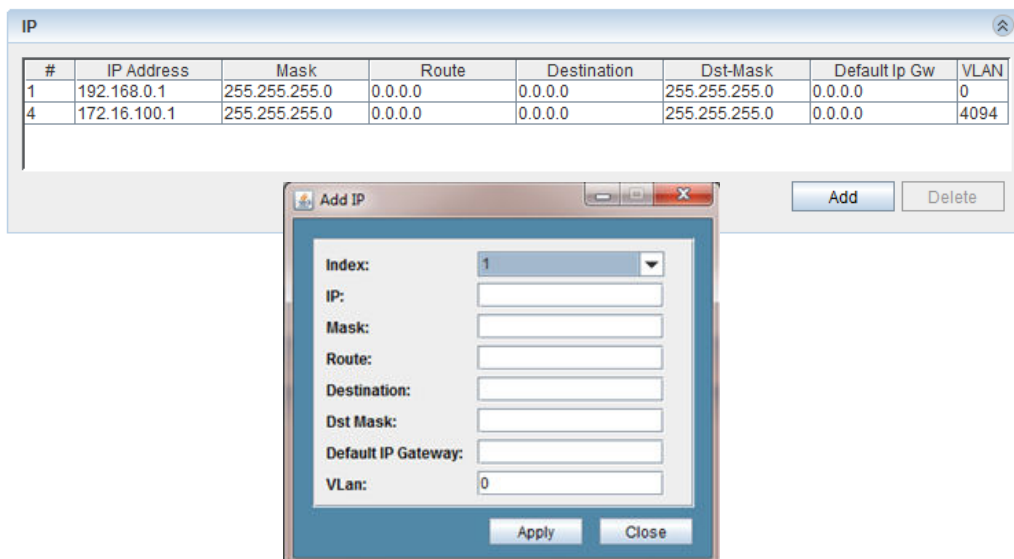 IP
# IP Address Mask Route Destination Dst-Mask Default Ip Gw VLAN
1 192.168.0.1 255.255.255.0 0.0.0.0 0.0.0.0 255.255.255.0 0.0.0.0 0
4 172.16.100.1 255.255.255.0 0.0.0.0 0.0.0.0 255.255.255.0 0.0.0.0 4094
Add Delete
Add IP
Index: 1
IP:
Mask:
Route:
Destination:
Dst Mask:
Default IP Gateway:
VLan: 0
Apply Close